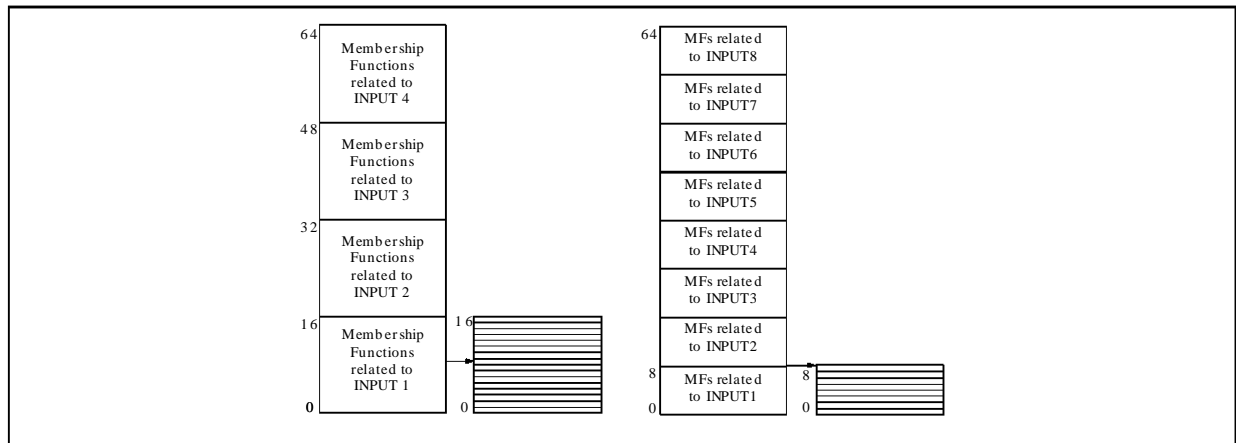 64
Membership
Functions
related to
INPUT 4
48
Membership
Functions
related to
INPUT 3
32
Membership
Functions
related to
INPUT 2
16
Membership
Functions
related to
INPUT 1
0
16
0
64
MFs related
to INPUT8
MFs related
to INPUT7
MFs related
to INPUT6
MFs related
to INPUT5
MFs related
to INPUT4
MFs related
to INPUT3
MFs related
to INPUT2
8
MFs related
to INPUT1
0
8
0